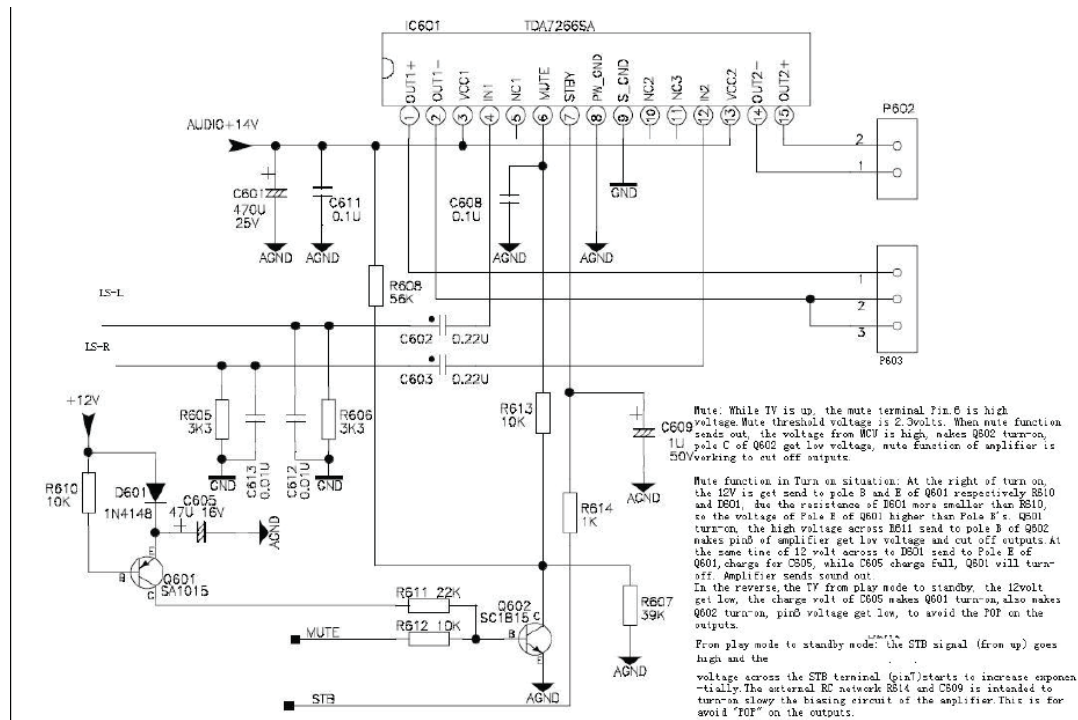 IC601 TDA7266SA
OUT1+ OUT1- VCC1 IN1 NC1 MUTE STBY PW_GND S_GND NC2 NC3 IN2 VCC2 OUT2- OUT2+
1 2 3 4 5 6 7 8 9 10 11 12 13 14 15
P602
2
1
AUDIO+14V
+
C601
470U
25V
C611
0.1U
C608
0.1U
GND
AGND AGND AGND AGND
R608
56K
1
2
3
P603
LS-L
C602 0.22U
LS-R
C603 0.22U
+12V
R605
3K3
R606
3K3
R613
10K
+
C609
1U
50V
GND
C613
0.01U
C612
0.01U
GND
R610
10K
D601
1N4148
C605
47U 16V
+
AGND
R614
1K
E
B
C
Q601
SA1015
R611 22K
R612 10K
MUTE
Q602
SC1815
C
B
E
R607
39K
AGND
AGND
STB
Mute: While TV is up, the mute terminal Pin.6 is high
voltage.Mute threshold voltage is 2.3volts. When mute function
sends out, the voltage from MCU is high, makes Q602 turn-on,
pole C of Q602 get low voltage, mute function of amplifier is
working to cut off outputs.
Mute function in Turn on situation: At the right of turn on,
the 12V is get send to pole B and E of Q601 respectively R610
and D601, due the resistance of D601 more smaller than R610,
so the voltage of Pole E of Q601 higher than Pole B's. Q601
turn-on, the high voltage across R611 send to pole B of Q602
makes pin6 of amplifier get low voltage and cut off outputs.At
the same time of 12 volt across to D601 send to Pole E of
Q601,charge for C605, while C605 charge full, Q601 will turn-
off. Amplifier sends sound out.
In the reverse,the TV from play mode to standby, the 12volt
get low, the charge volt of C605 makes Q601 turn-on,also makes
Q602 turn-on, pin6 voltage get low, to avoid the POP on the
outputs.
From play mode to standby mode: the STB signal (from up) goes
high and the
voltage across the STB terminal (pin7)starts to increase exponen
-tially.The external RC network R614 and C609 is intended to
turn-on slowy the biasing circuit of the amplifier.This is for
avoid "POP" on the outputs.